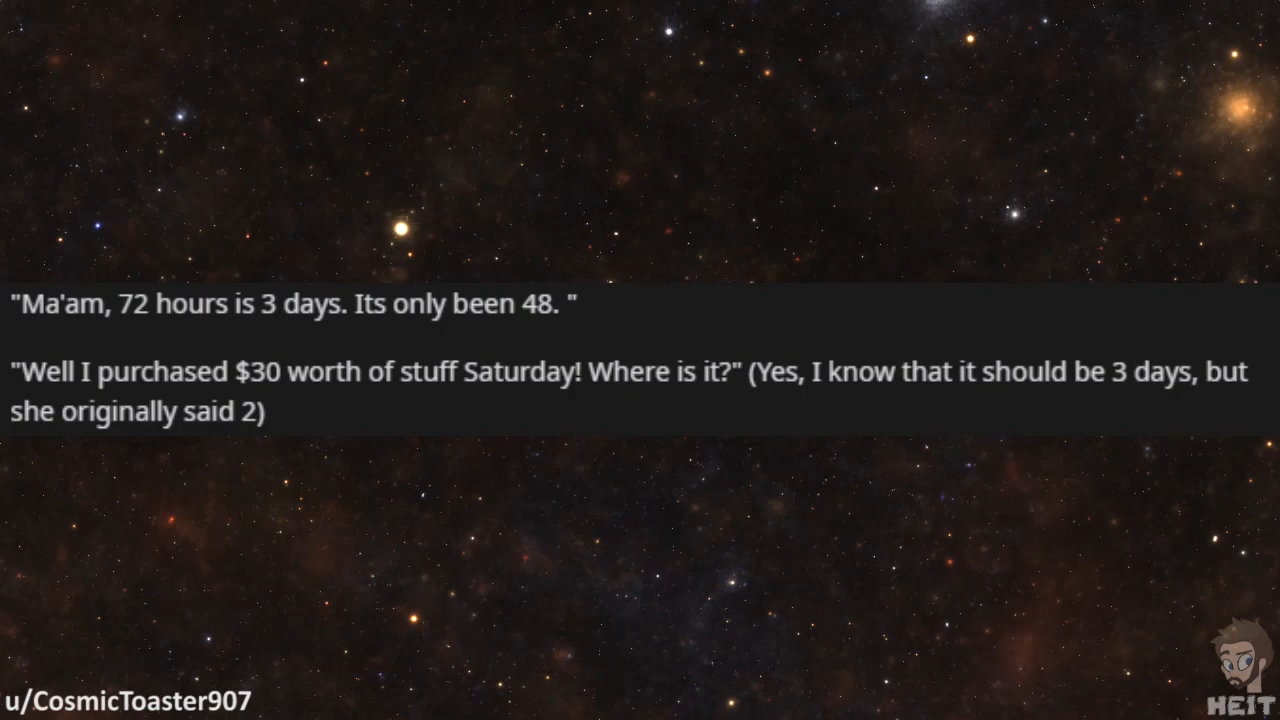 "Ma'am, 72 hours is 3 days. Its only been 48. "
"Well I purchased $30 worth of stuff Saturday! Where is it?" (Yes, I know that it should be 3 days, but
she originally said 2)
u/CosmicToaster907
HEIT